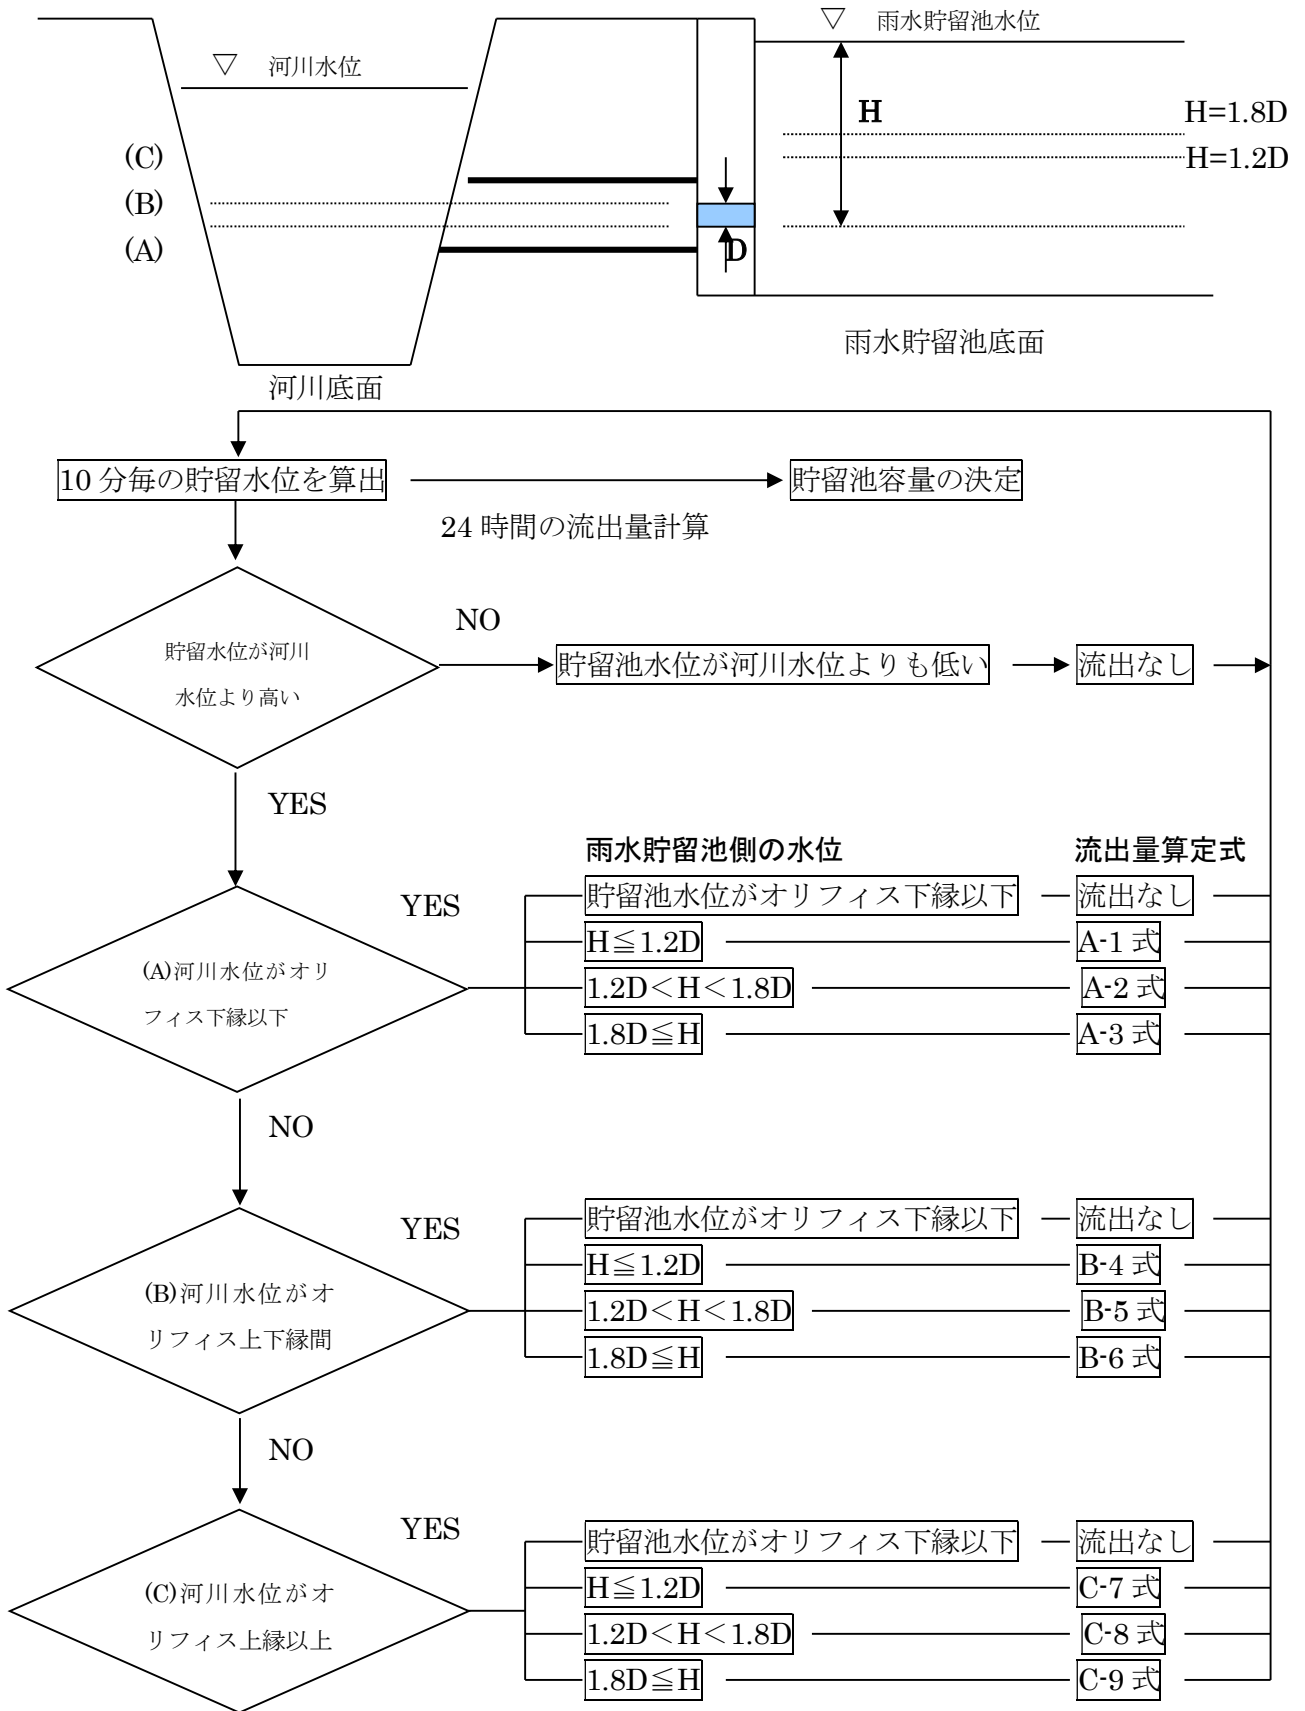 ▽ 雨水貯留池水位
▽ 河川水位
H H=1.8D
(C) H=1.2D
(B)
(A) D
雨水貯留池底面
河川底面
10 分毎の貯留水位を算出 貯留池容量の決定
24 時間の流出量計算
NO
貯留水位が河川
水位より高い
貯留池水位が河川水位よりも低い 流出なし
YES
雨水貯留池側の水位 流出量算定式
YES 貯留池水位がオリフィス下縁以下 流出なし
H≦1.2D A-1 式
(A)河川水位がオリ
フィス下縁以下
1.2D<H<1.8D A-2 式
1.8D≦H A-3 式
NO
YES 貯留池水位がオリフィス下縁以下 流出なし
H≦1.2D B-4 式
(B)河川水位がオ
リフィス上下縁間
1.2D<H<1.8D B-5 式
1.8D≦H B-6 式
NO
YES 貯留池水位がオリフィス下縁以下 流出なし
H≦1.2D C-7 式
(C)河川水位がオ
リフィス上縁以上
1.2D<H<1.8D C-8 式
1.8D≦H C-9 式